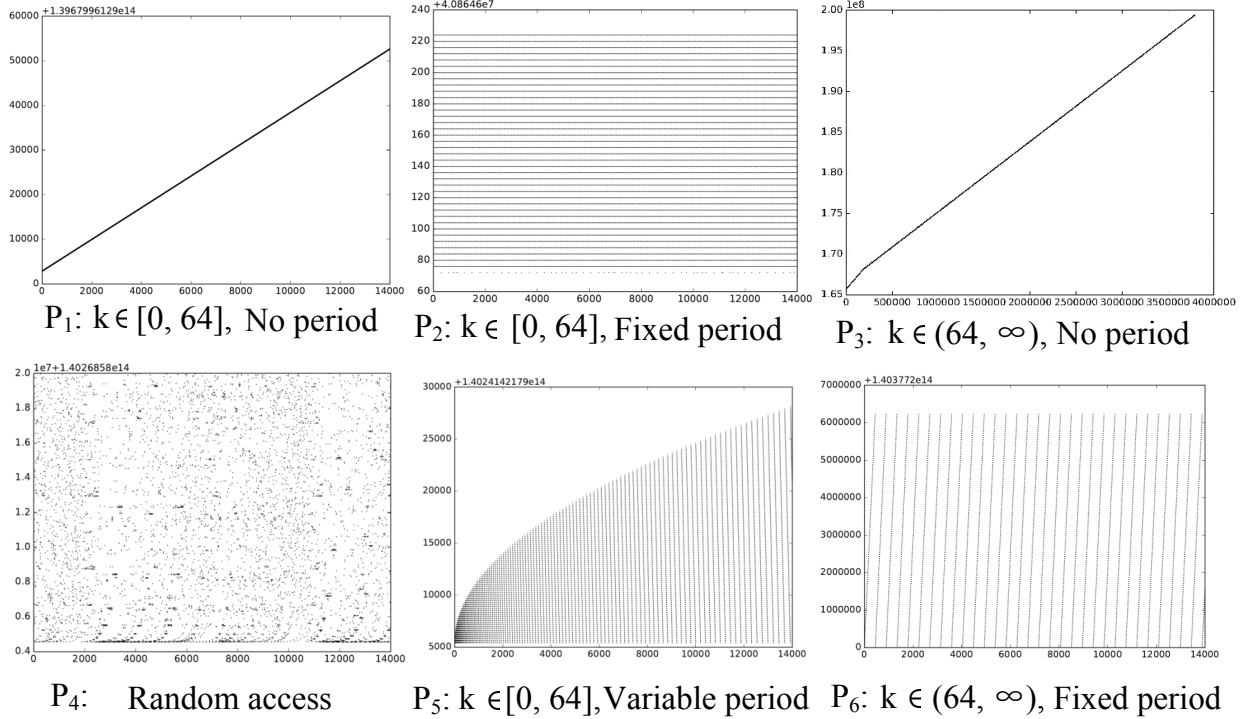 +1.3967996129e14
60000
50000
40000
30000
20000
10000
0
0 2000 4000 6000 8000 10000 12000 14000
P1: k ∈ [0, 64], No period
+4.08646e7
240
220
200
180
160
140
120
100
80
60
0 2000 4000 6000 8000 10000 12000 14000
P2: k ∈ [0, 64], Fixed period
1e8
2.00
1.95
1.90
1.85
1.80
1.75
1.70
1.65
0 500000 1000000 1500000 2000000 2500000 3000000 3500000 4000000
P3: k ∈ (64, ∞), No period
1e7+1.4026858e14
2.0
1.8
1.6
1.4
1.2
1.0
0.8
0.6
0.4
0 2000 4000 6000 8000 10000 12000 14000
P4: Random access
+1.4024142179e14
30000
25000
20000
15000
10000
5000
0 2000 4000 6000 8000 10000 12000 14000
P5: k ∈ [0, 64], Variable period
+1.403772e14
7000000
6000000
5000000
4000000
3000000
2000000
1000000
0
0 2000 4000 6000 8000 10000 12000 14000
P6: k ∈ (64, ∞), Fixed period